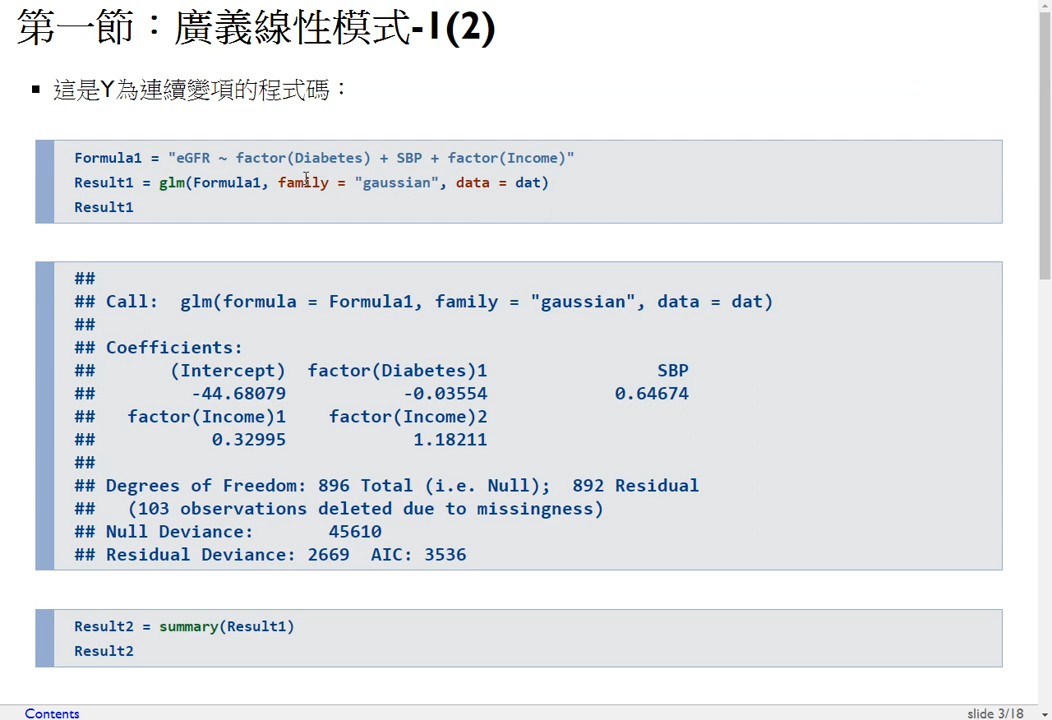 第一節：廣義線性模式-1(2)
▪ 這是Y為連續變項的程式碼：
Formula1 = "eGFR ~ factor(Diabetes) + SBP + factor(Income)"
Result1 = glm(Formula1, family = "gaussian", data = dat)
Result1
##
## Call:  glm(formula = Formula1, family = "gaussian", data = dat)
##
## Coefficients:
##       (Intercept)  factor(Diabetes)1                SBP
##         -44.68079           -0.03554            0.64674
##   factor(Income)1    factor(Income)2
##           0.32995            1.18211
##
## Degrees of Freedom: 896 Total (i.e. Null);  892 Residual
##   (103 observations deleted due to missingness)
## Null Deviance:       45610
## Residual Deviance: 2669  AIC: 3536
Result2 = summary(Result1)
Result2
Contents
slide 3/18